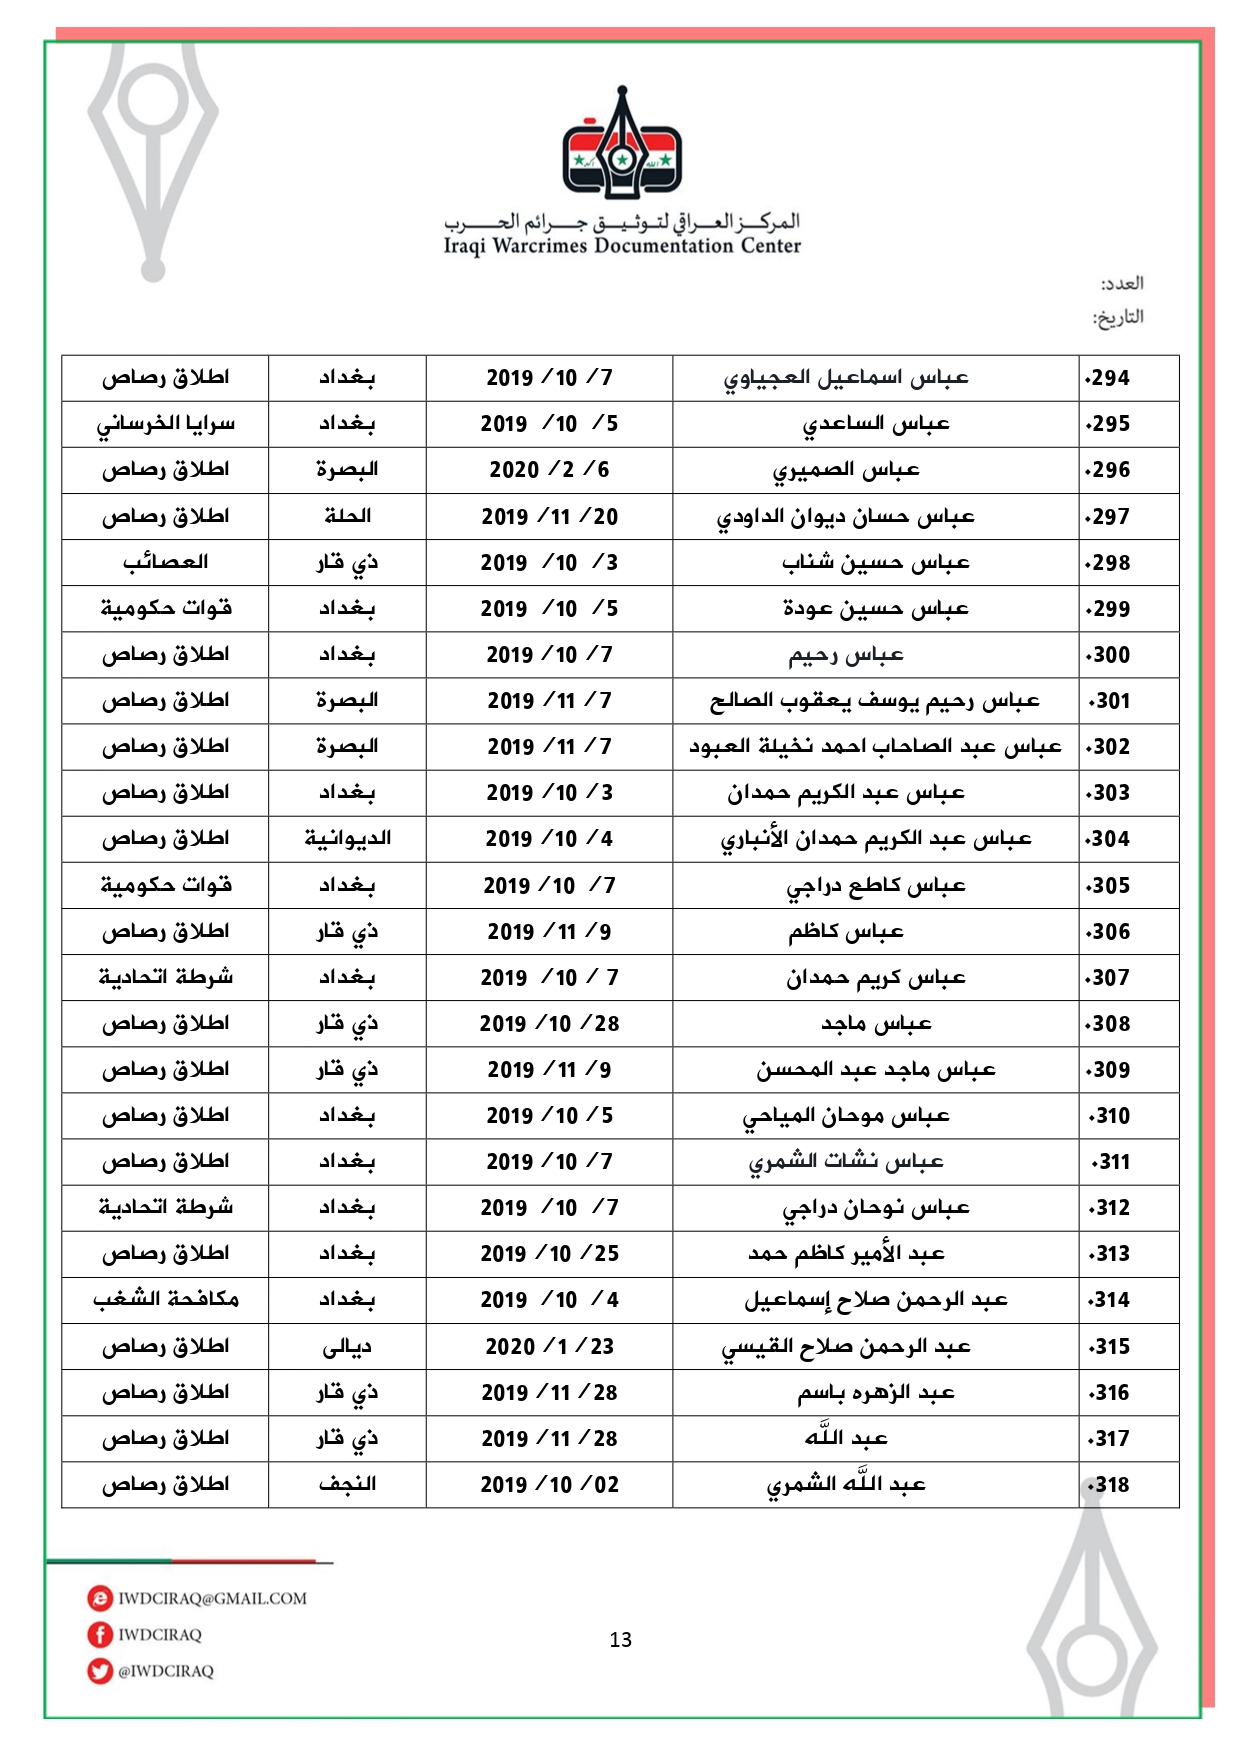 المركز العراقي لتوثيق جرائم الحرب
Iraqi Warcrimes Documentation Center
العدد:
التاريخ:
294. عباس اسماعيل العجياوي 7/ 10/ 2019 بغداد اطلاق رصاص
295. عباس الساعدي 5/ 10/ 2019 بغداد سرايا الخرساني
296. عباس الصميري 6/ 2/ 2020 البصرة اطلاق رصاص
297. عباس حسان ديوان الداودي 20/ 11/ 2019 الحلة اطلاق رصاص
298. عباس حسين شناب 3/ 10/ 2019 ذي قار العصائب
299. عباس حسين عودة 5/ 10/ 2019 بغداد قوات حكومية
300. عباس رحيم 7/ 10/ 2019 بغداد اطلاق رصاص
301. عباس رحيم يوسف يعقوب الصالح 7/ 11/ 2019 البصرة اطلاق رصاص
302. عباس عبد الصاحاب احمد نخيلة العبود 7/ 11/ 2019 البصرة اطلاق رصاص
303. عباس عبد الكريم حمدان 3/ 10/ 2019 بغداد اطلاق رصاص
304. عباس عبد الكريم حمدان الأنباري 4/ 10/ 2019 الديوانية اطلاق رصاص
305. عباس كاطع دراجي 7/ 10/ 2019 بغداد قوات حكومية
306. عباس كاظم 9/ 11/ 2019 ذي قار اطلاق رصاص
307. عباس كريم حمدان 7/ 10/ 2019 بغداد شرطة اتحادية
308. عباس ماجد 28/ 10/ 2019 ذي قار اطلاق رصاص
309. عباس ماجد عبد المحسن 9/ 11/ 2019 ذي قار اطلاق رصاص
310. عباس موحان المياحي 5/ 10/ 2019 بغداد اطلاق رصاص
311. عباس نشات الشمري 7/ 10/ 2019 بغداد اطلاق رصاص
312. عباس نوحان دراجي 7/ 10/ 2019 بغداد شرطة اتحادية
313. عبد الأمير كاظم حمد 25/ 10/ 2019 بغداد اطلاق رصاص
314. عبد الرحمن صلاح إسماعيل 4/ 10/ 2019 بغداد مكافحة الشغب
315. عبد الرحمن صلاح القيسي 23/ 1/ 2020 ديالى اطلاق رصاص
316. عبد الزهره باسم 28/ 11/ 2019 ذي قار اطلاق رصاص
317. عبد اللَّه 28/ 11/ 2019 ذي قار اطلاق رصاص
318. عبد اللَّه الشمري 02/ 10/ 2019 النجف اطلاق رصاص
IWDCIRAQ@GMAIL.COM
IWDCIRAQ
@IWDCIRAQ
13